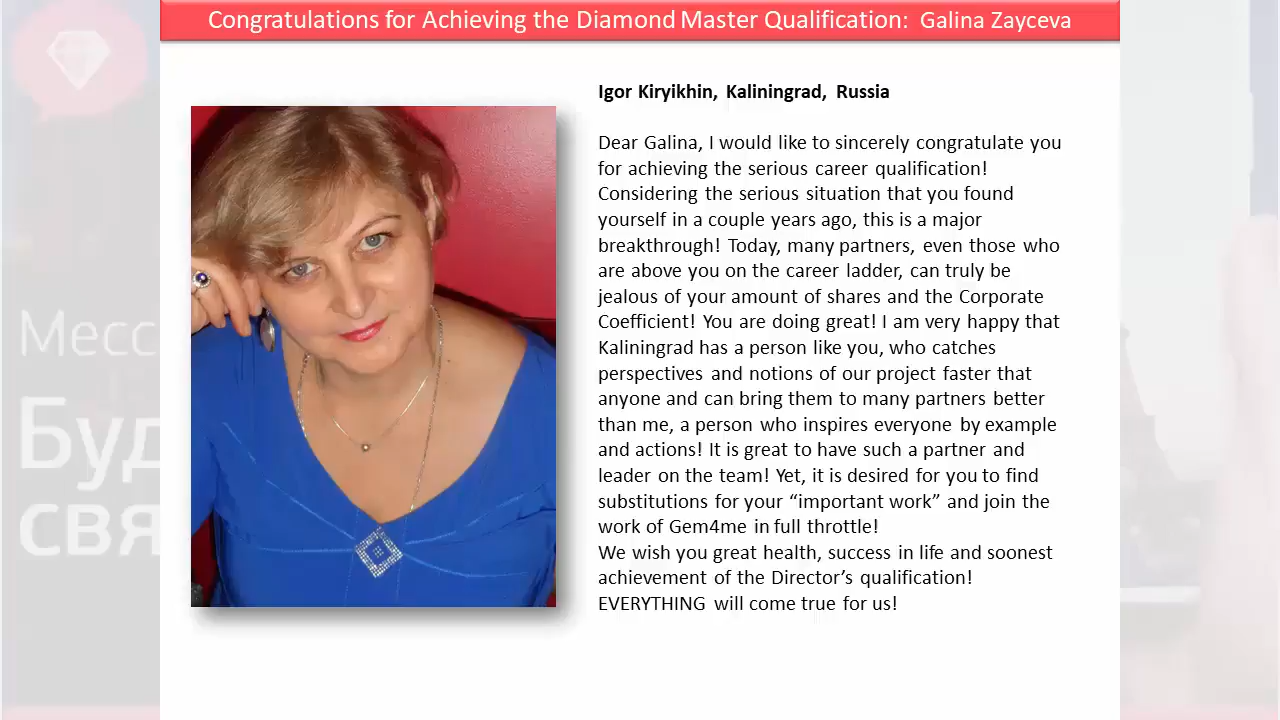 Congratulations for Achieving the Diamond Master Qualification: Galina Zayceva
Igor Kiryikhin, Kaliningrad, Russia
Dear Galina, I would like to sincerely congratulate you
for achieving the serious career qualification!
Considering the serious situation that you found
yourself in a couple years ago, this is a major
breakthrough! Today, many partners, even those who
are above you on the career ladder, can truly be
jealous of your amount of shares and the Corporate
Coefficient! You are doing great! I am very happy that
Kaliningrad has a person like you, who catches
perspectives and notions of our project faster that
anyone and can bring them to many partners better
than me, a person who inspires everyone by example
and actions! It is great to have such a partner and
leader on the team! Yet, it is desired for you to find
substitutions for your “important work” and join the
work of Gem4me in full throttle!
We wish you great health, success in life and soonest
achievement of the Director’s qualification!
EVERYTHING will come true for us!
Месс
Буд
СВЯ